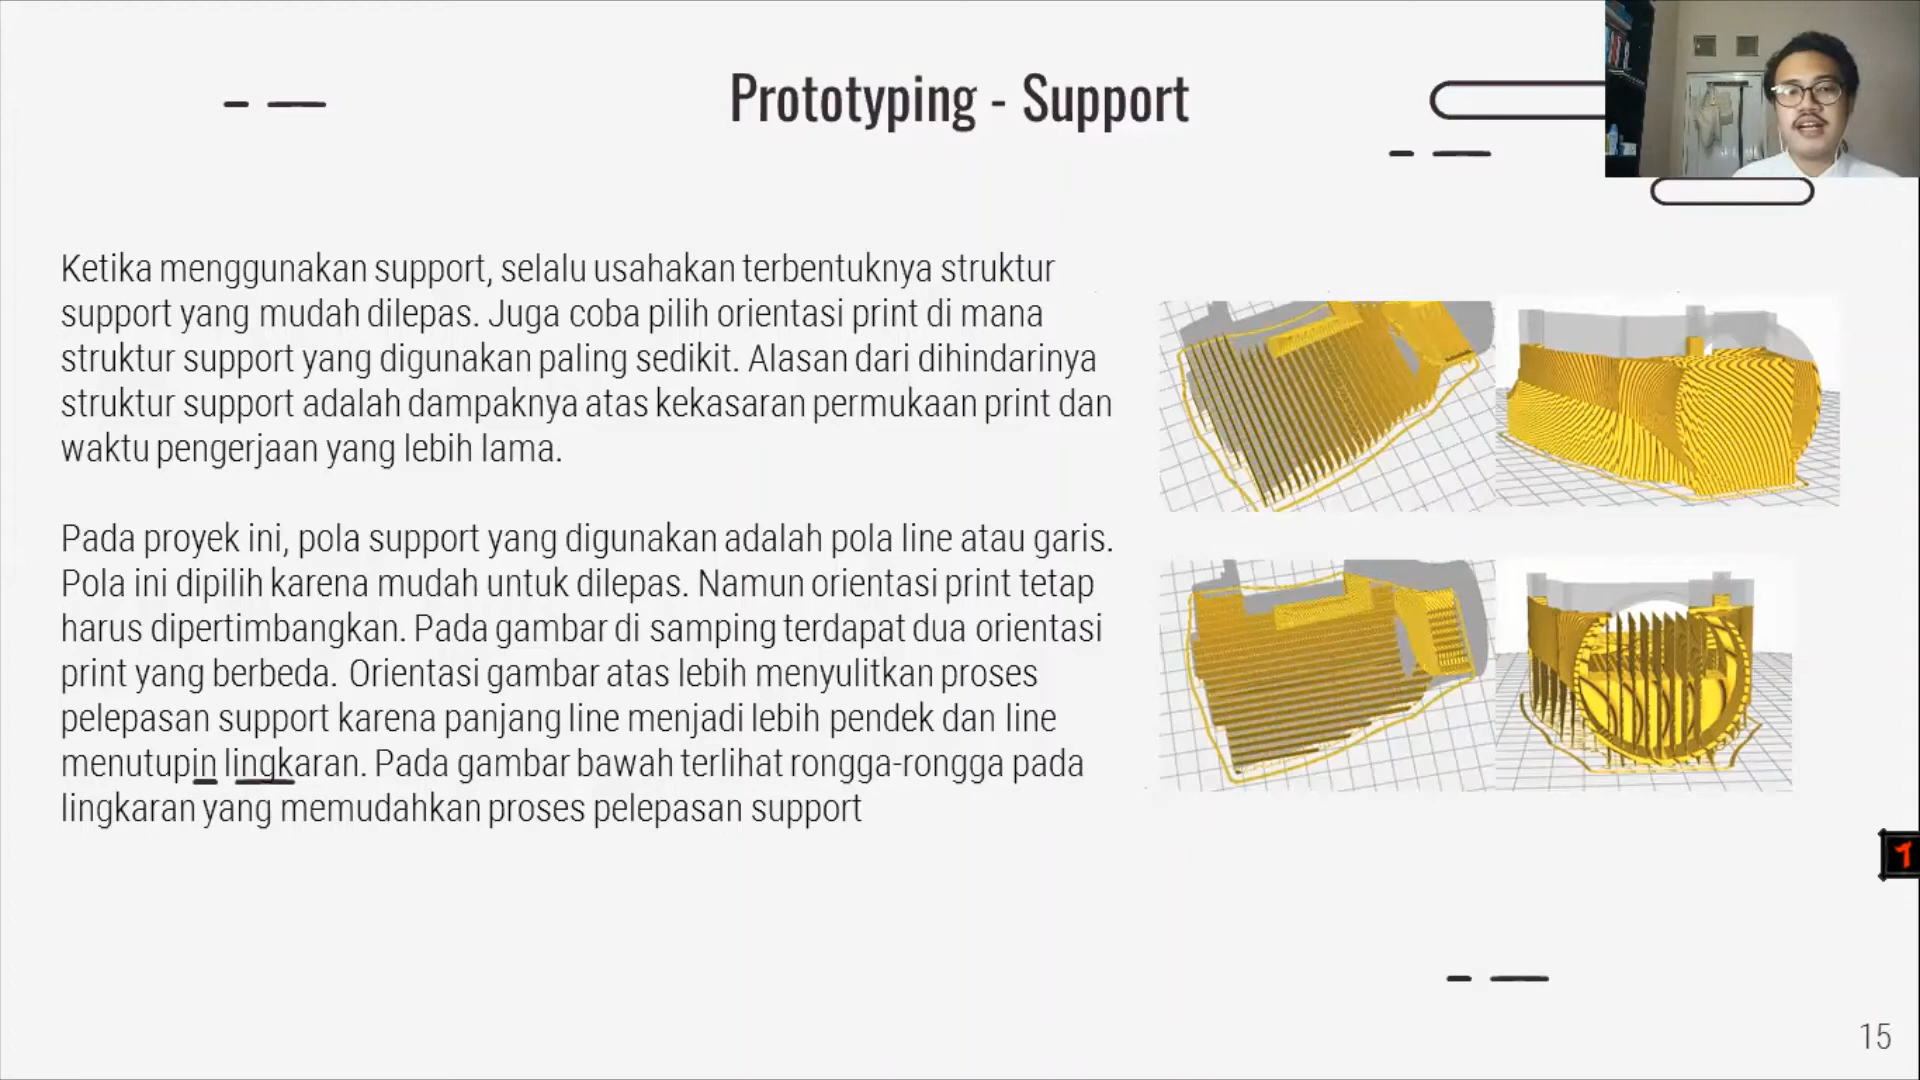 Prototyping - Support
Ketika menggunakan support, selalu usahakan terbentuknya struktur
support yang mudah dilepas. Juga coba pilih orientasi print di mana
struktur support yang digunakan paling sedikit. Alasan dari dihindarinya
struktur support adalah dampaknya atas kekasaran permukaan print dan
waktu pengerjaan yang lebih lama.
Pada proyek ini, pola support yang digunakan adalah pola line atau garis.
Pola ini dipilih karena mudah untuk dilepas. Namun orientasi print tetap
harus dipertimbangkan. Pada gambar di samping terdapat dua orientasi
print yang berbeda. Orientasi gambar atas lebih menyulitkan proses
pelepasan support karena panjang line menjadi lebih pendek dan line
menutupin lingkaran. Pada gambar bawah terlihat rongga-rongga pada
lingkaran yang memudahkan proses pelepasan support
15